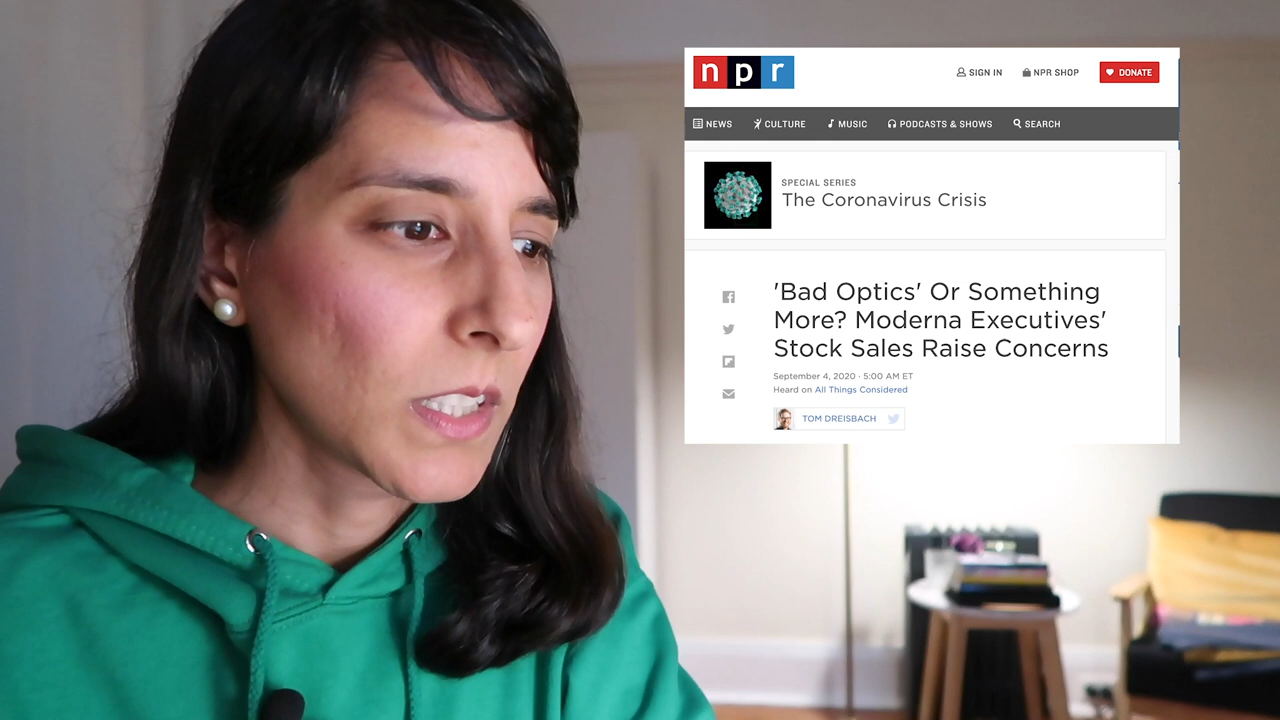 npr
SIGN IN
NPR SHOP
DONATE
NEWS
CULTURE
MUSIC
PODCASTS & SHOWS
SEARCH
SPECIAL SERIES
The Coronavirus Crisis
'Bad Optics' Or Something
More? Moderna Executives'
Stock Sales Raise Concerns
September 4, 2020 · 5:00 AM ET
Heard on All Things Considered
TOM DREISBACH